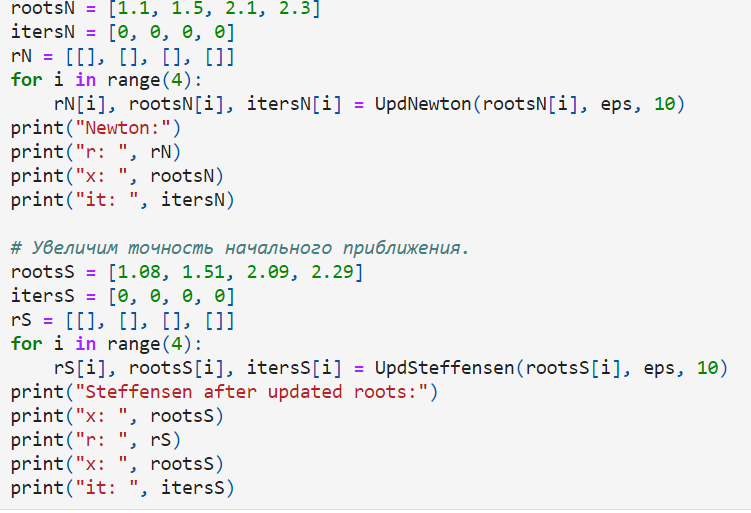 rootsN = [1.1, 1.5, 2.1, 2.3]
itersN = [0, 0, 0, 0]
rN = [[], [], [], []]
for i in range(4):
    rN[i], rootsN[i], itersN[i] = UpdNewton(rootsN[i], eps, 10)
print("Newton:")
print("r: ", rN)
print("x: ", rootsN)
print("it: ", itersN)

# Увеличим точность начального приближения.
rootsS = [1.08, 1.51, 2.09, 2.29]
itersS = [0, 0, 0, 0]
rS = [[], [], [], []]
for i in range(4):
    rS[i], rootsS[i], itersS[i] = UpdSteffensen(rootsS[i], eps, 10)
print("Steffensen after updated roots:")
print("x: ", rootsS)
print("r: ", rS)
print("x: ", rootsS)
print("it: ", itersS)